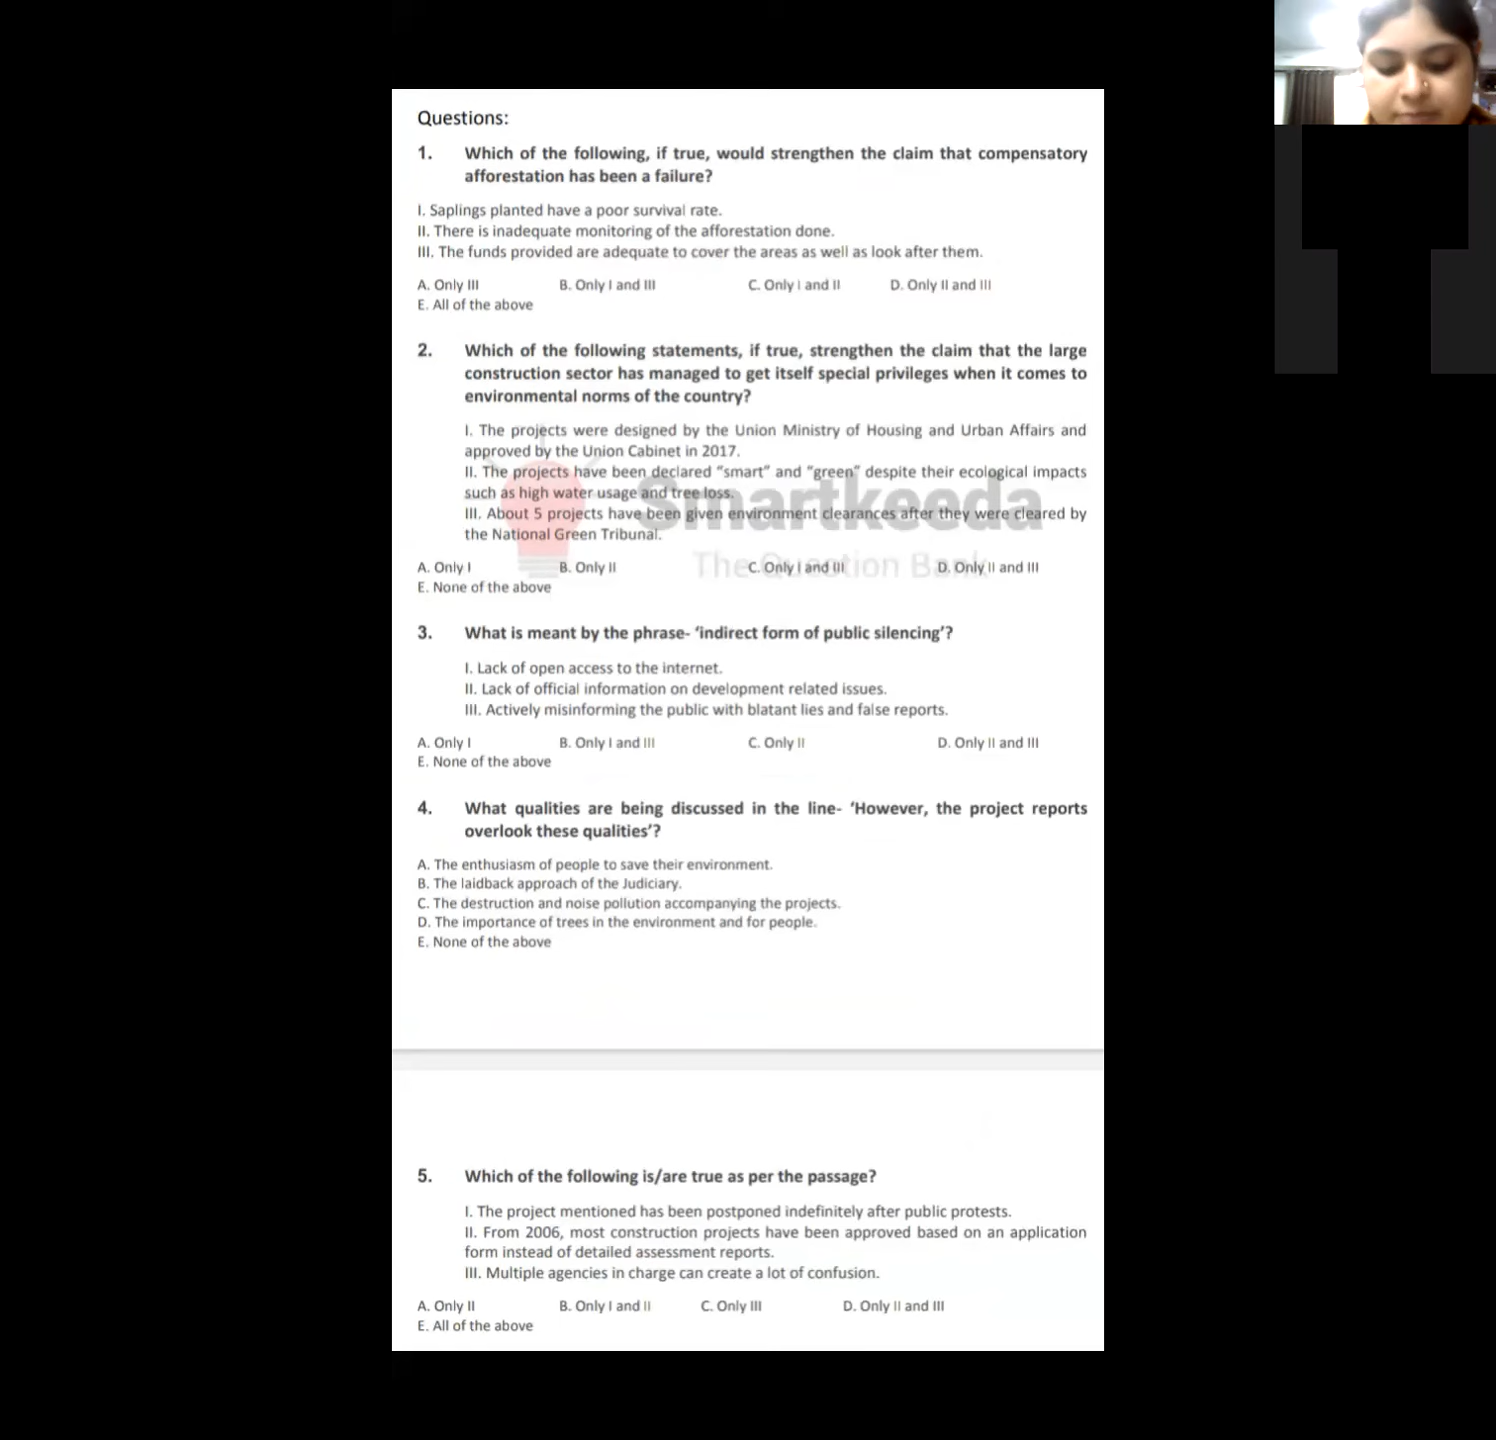 Questions:
1. Which of the following, if true, would strengthen the claim that compensatory
afforestation has been a failure?
I. Saplings planted have a poor survival rate.
II. There is inadequate monitoring of the afforestation done.
III. The funds provided are adequate to cover the areas as well as look after them.
A. Only III B. Only I and III C. Only I and II D. Only II and III
E. All of the above
2. Which of the following statements, if true, strengthen the claim that the large
construction sector has managed to get itself special privileges when it comes to
environmental norms of the country?
I. The projects were designed by the Union Ministry of Housing and Urban Affairs and
approved by the Union Cabinet in 2017.
II. The projects have been declared “smart” and “green” despite their ecological impacts
such as high water usage and tree loss.
III. About 5 projects have been given environment clearances after they were cleared by
the National Green Tribunal.
Smartkeeda
The Question Bank
A. Only I B. Only II C. Only I and III D. Only II and III
E. None of the above
3. What is meant by the phrase- ‘indirect form of public silencing’?
I. Lack of open access to the internet.
II. Lack of official information on development related issues.
III. Actively misinforming the public with blatant lies and false reports.
A. Only I B. Only I and III C. Only II D. Only II and III
E. None of the above
4. What qualities are being discussed in the line- ‘However, the project reports
overlook these qualities’?
A. The enthusiasm of people to save their environment.
B. The laidback approach of the Judiciary.
C. The destruction and noise pollution accompanying the projects.
D. The importance of trees in the environment and for people.
E. None of the above
5. Which of the following is/are true as per the passage?
I. The project mentioned has been postponed indefinitely after public protests.
II. From 2006, most construction projects have been approved based on an application
form instead of detailed assessment reports.
III. Multiple agencies in charge can create a lot of confusion.
A. Only II B. Only I and II C. Only III D. Only II and III
E. All of the above